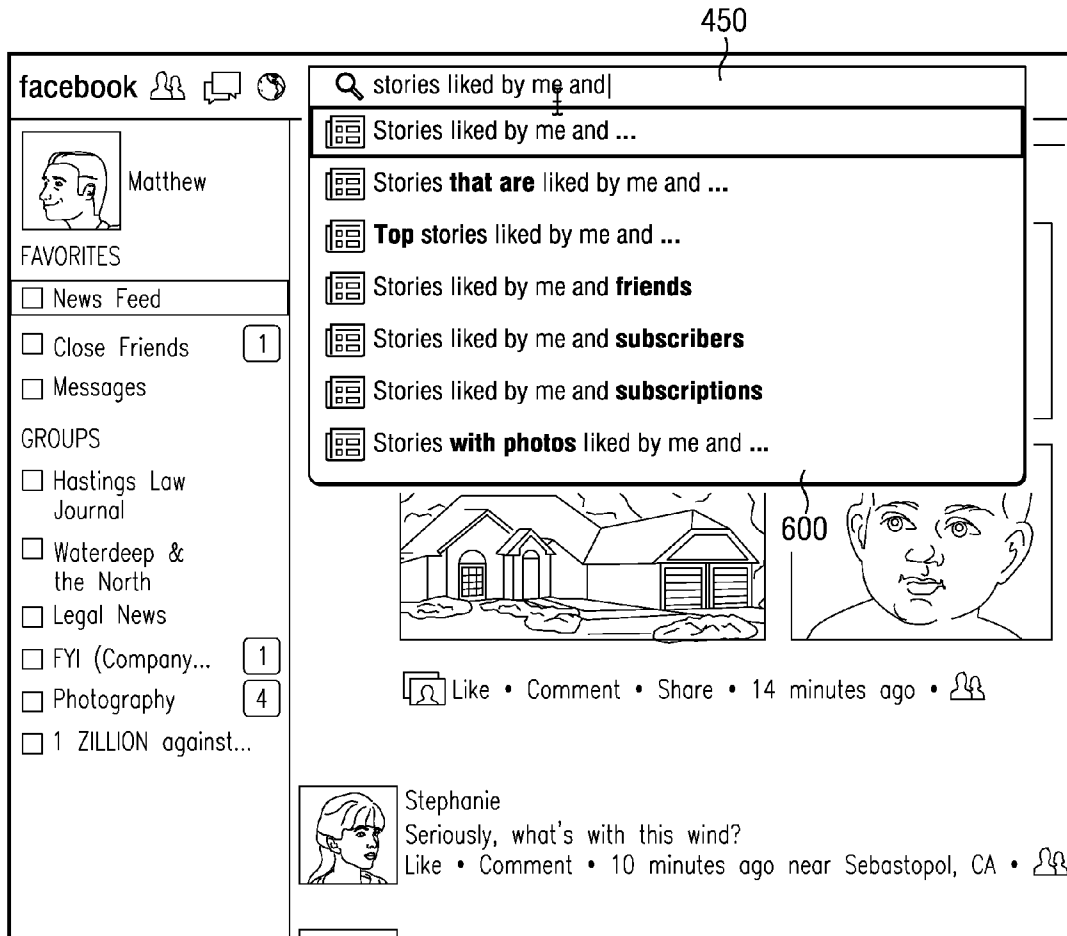 450
facebook
stories liked by me and
Stories liked by me and ...
Stories that are liked by me and ...
Top stories liked by me and ...
Stories liked by me and friends
Stories liked by me and subscribers
Stories liked by me and subscriptions
Stories with photos liked by me and ...
600
Matthew
FAVORITES
News Feed
Close Friends 1
Messages
GROUPS
Hastings Law
Journal
Waterdeep &
the North
Legal News
FYI (Company... 1
Photography 4
1 ZILLION against...
Like • Comment • Share • 14 minutes ago •
Stephanie
Seriously, what's with this wind?
Like • Comment • 10 minutes ago near Sebastopol, CA •